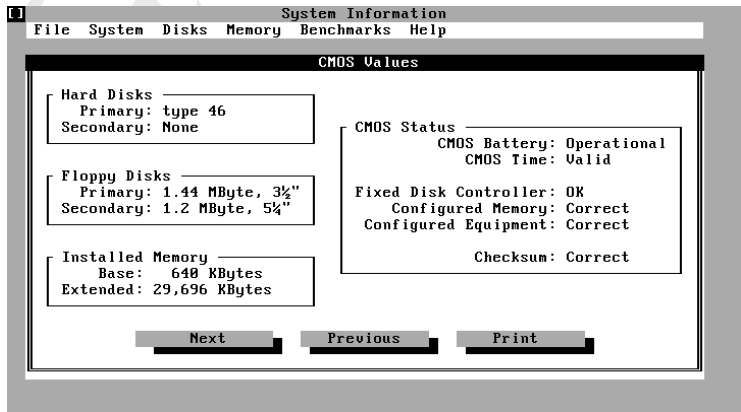 [ ] System Information
File System Disks Memory Benchmarks Help
CMOS Values
Hard Disks
Primary: type 46
Secondary: None
Floppy Disks
Primary: 1.44 MByte, 3½"
Secondary: 1.2 MByte, 5¼"
Installed Memory
Base: 640 KBytes
Extended: 29,696 KBytes
CMOS Status
CMOS Battery: Operational
CMOS Time: Valid
Fixed Disk Controller: OK
Configured Memory: Correct
Configured Equipment: Correct
Checksum: Correct
Next Previous Print